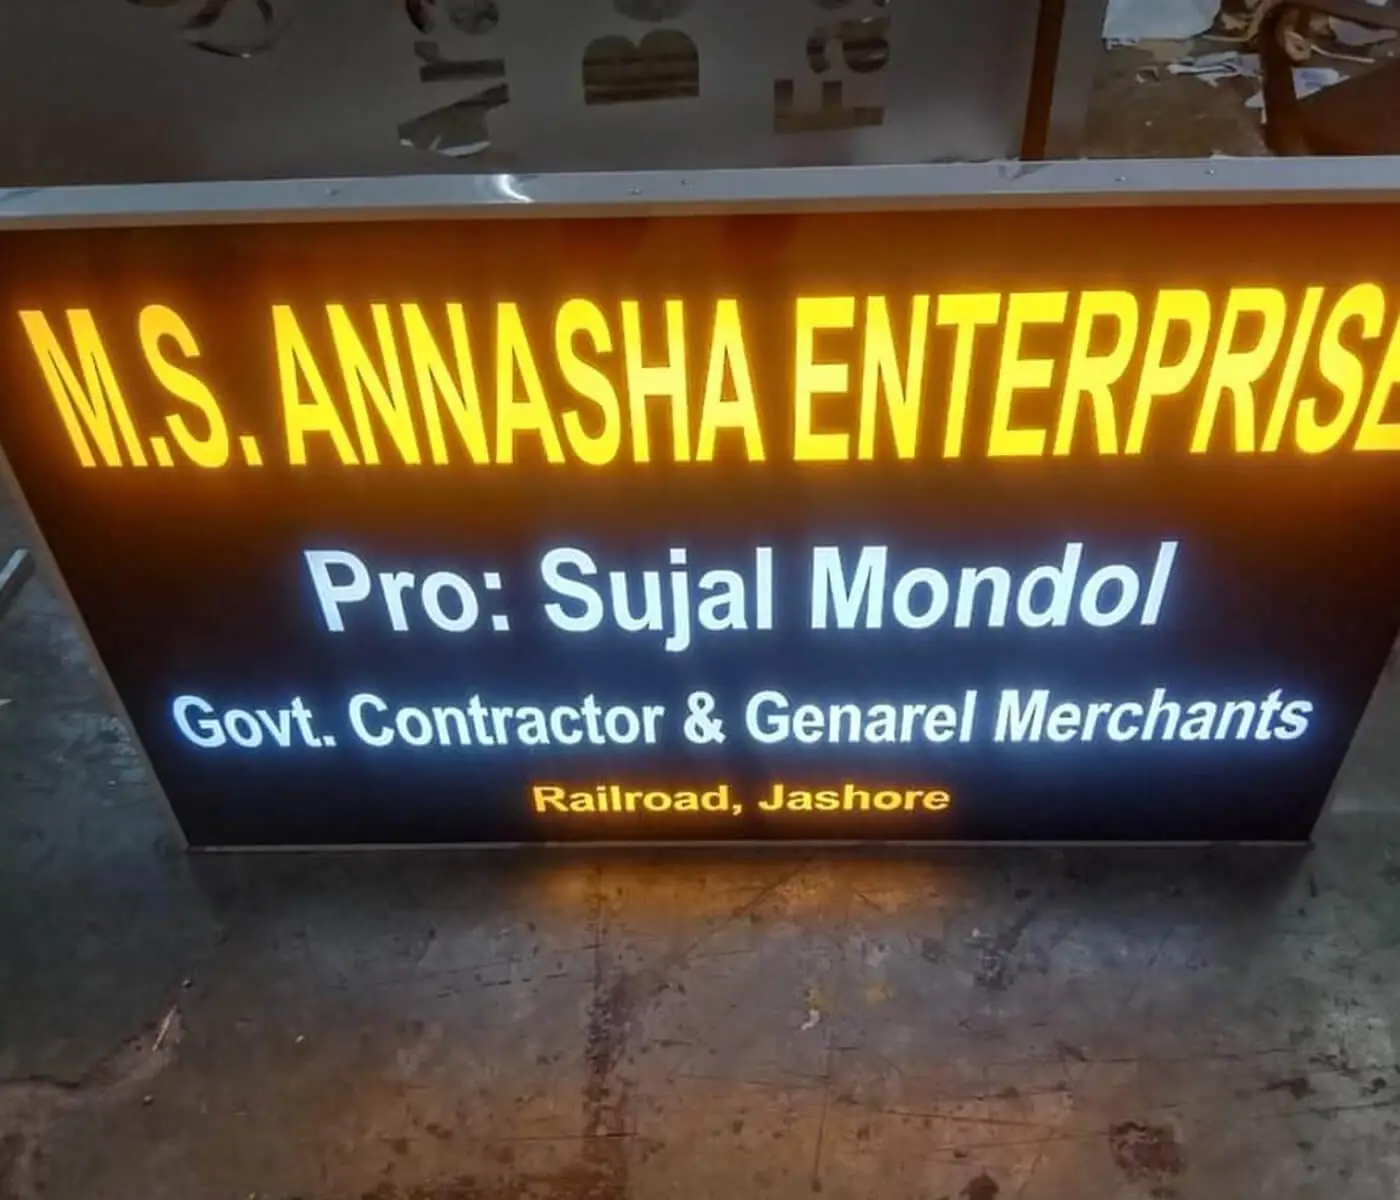 M.S. ANNASHA ENTERPRISE
Pro: Sujal Mondol
Govt. Contractor & Genarel Merchants
Railroad, Jashore